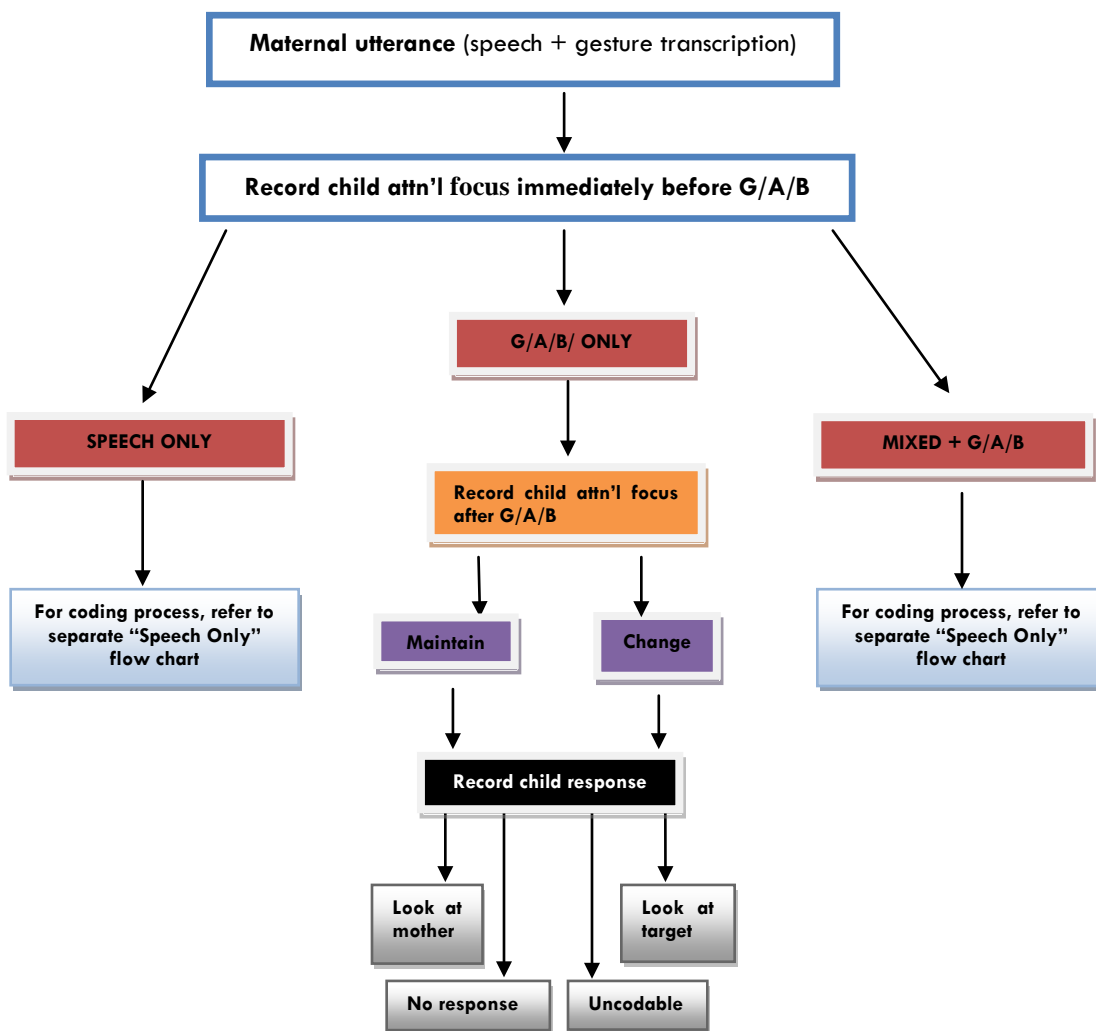 Maternal utterance (speech + gesture transcription)
Record child attn’l focus immediately before G/A/B
G/A/B/ ONLY
SPEECH ONLY
MIXED + G/A/B
Record child attn’l focus
after G/A/B
For coding process, refer to
separate “Speech Only”
flow chart
Maintain
Change
For coding process, refer to
separate “Speech Only”
flow chart
Record child response
Look at
mother
Look at
target
No response
Uncodable